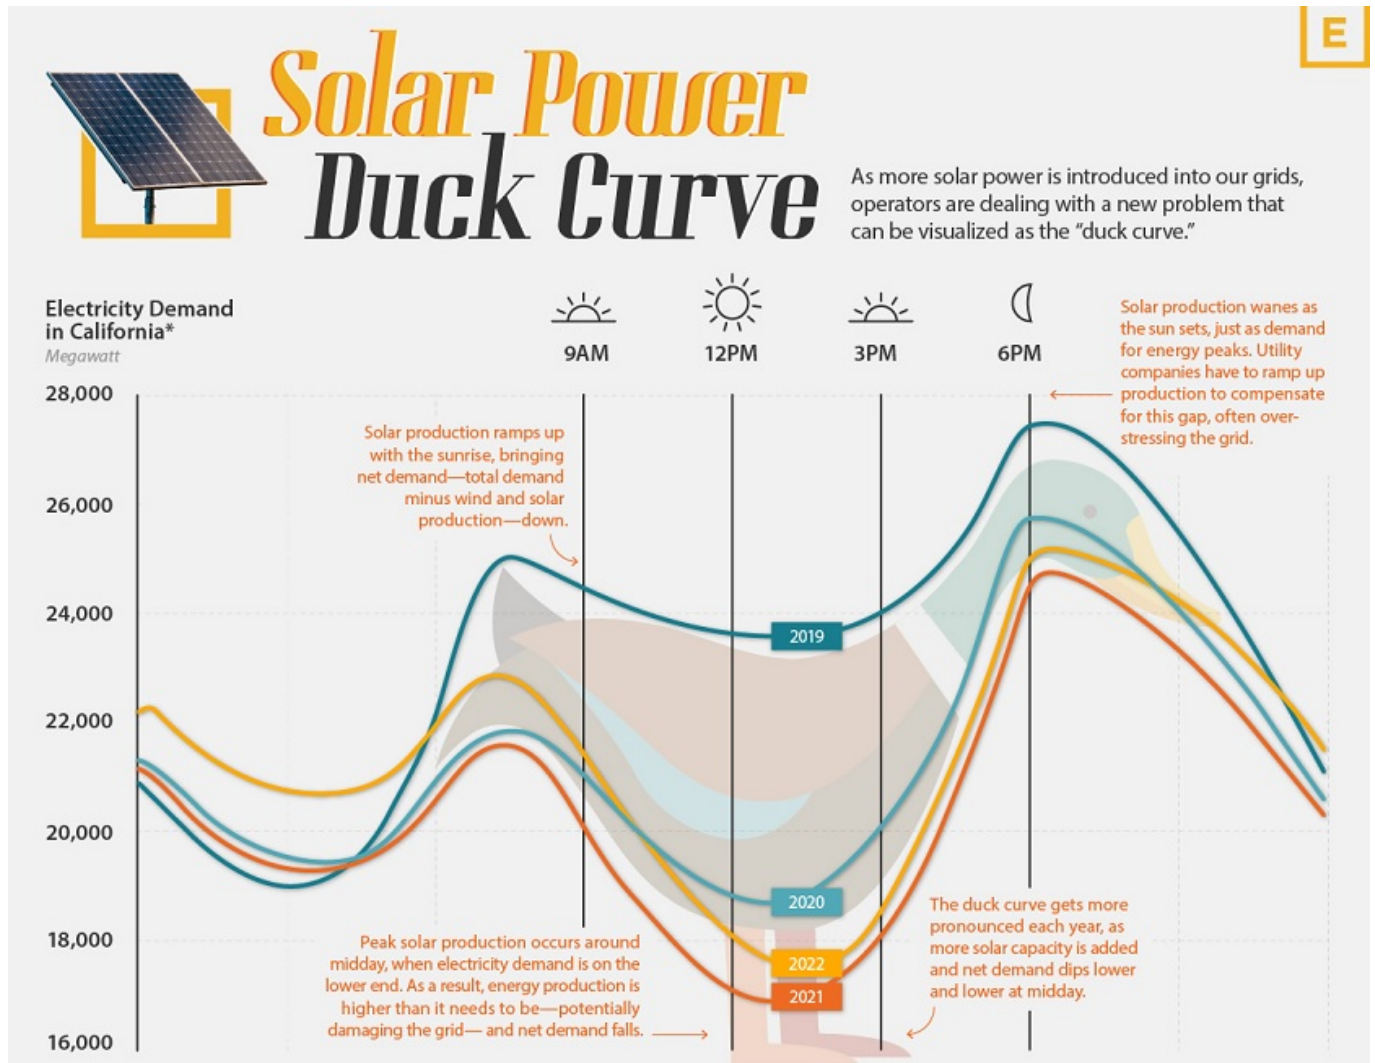 E
Solar Power
Duck Curve
As more solar power is introduced into our grids,
operators are dealing with a new problem that
can be visualized as the “duck curve.”
Electricity Demand
in California*
Megawatt
9AM
12PM
3PM
6PM
Solar production wanes as
the sun sets, just as demand
for energy peaks. Utility
companies have to ramp up
production to compensate
for this gap, often over-
stressing the grid.
28,000
26,000
24,000
22,000
20,000
18,000
16,000
Solar production ramps up
with the sunrise, bringing
net demand—total demand
minus wind and solar
production—down.
2019
2020
2022
2021
Peak solar production occurs around
midday, when electricity demand is on the
lower end. As a result, energy production is
higher than it needs to be—potentially
damaging the grid— and net demand falls.
The duck curve gets more
pronounced each year, as
more solar capacity is added
and net demand dips lower
and lower at midday.